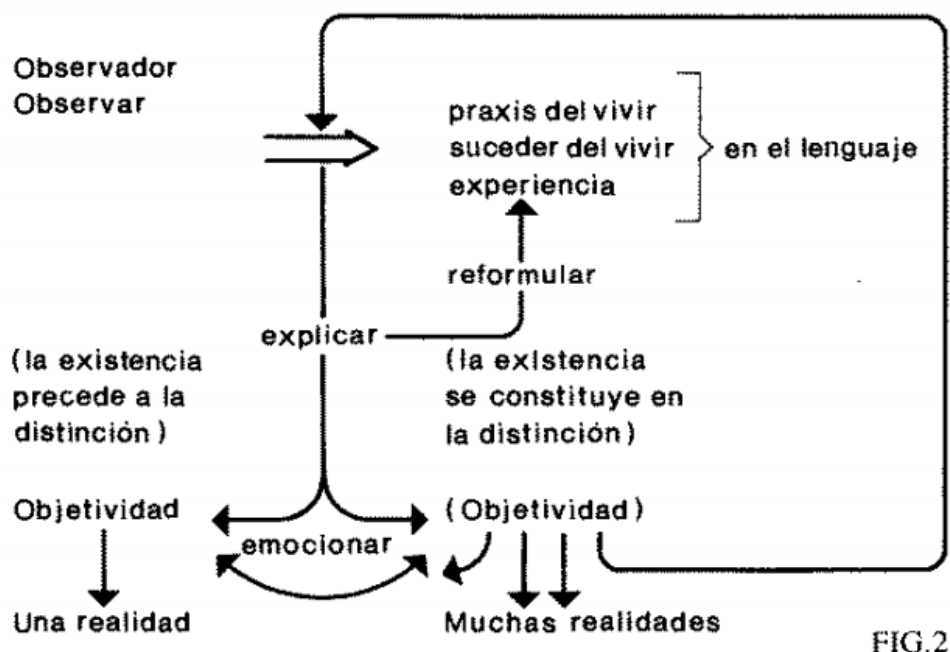 Observador
Observar
praxis del vivir
suceder del vivir
experiencia
en el lenguaje
reformular
explicar
(la existencia
precede a la
distinción)
(la existencia
se constituye en
la distinción)
Objetividad
(Objetividad)
emocionar
Una realidad
Muchas realidades
FIG.2